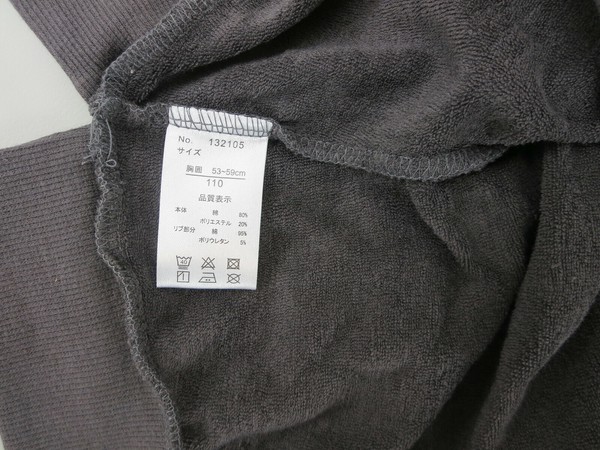 No. 132105
サイズ
胸囲 53~59cm
110
品質表示
本体 綿 80%
ポリエステル 20%
リブ部分 綿 95%
ポリウレタン 5%
40